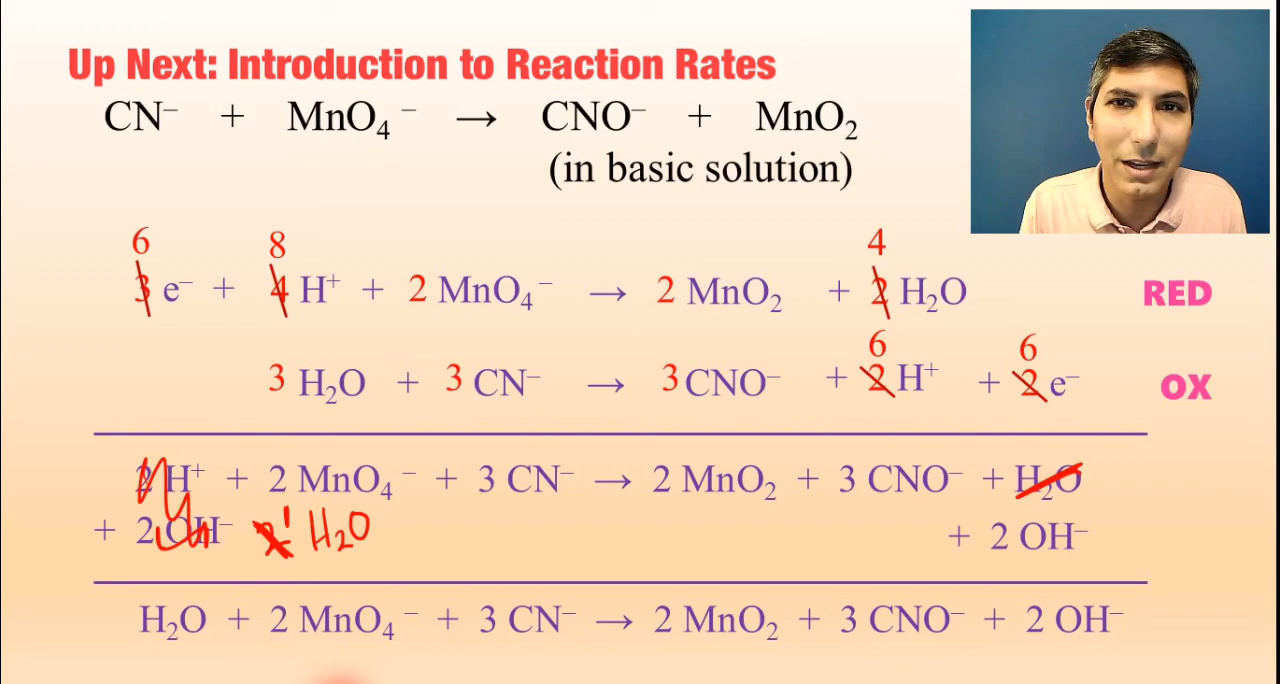 Up Next: Introduction to Reaction Rates
CN⁻ + MnO₄⁻ → CNO⁻ + MnO₂
(in basic solution)
6 8 4
3 e⁻ + 4 H⁺ + 2 MnO₄⁻ → 2 MnO₂ + 2 H₂O RED
6 6
3 H₂O + 3 CN⁻ → 3 CNO⁻ + 2 H⁺ + 2 e⁻ OX
2 H⁺ + 2 MnO₄⁻ + 3 CN⁻ → 2 MnO₂ + 3 CNO⁻ + H₂O
+ 2 OH⁻ 2 1 H₂O + 2 OH⁻
H₂O + 2 MnO₄⁻ + 3 CN⁻ → 2 MnO₂ + 3 CNO⁻ + 2 OH⁻